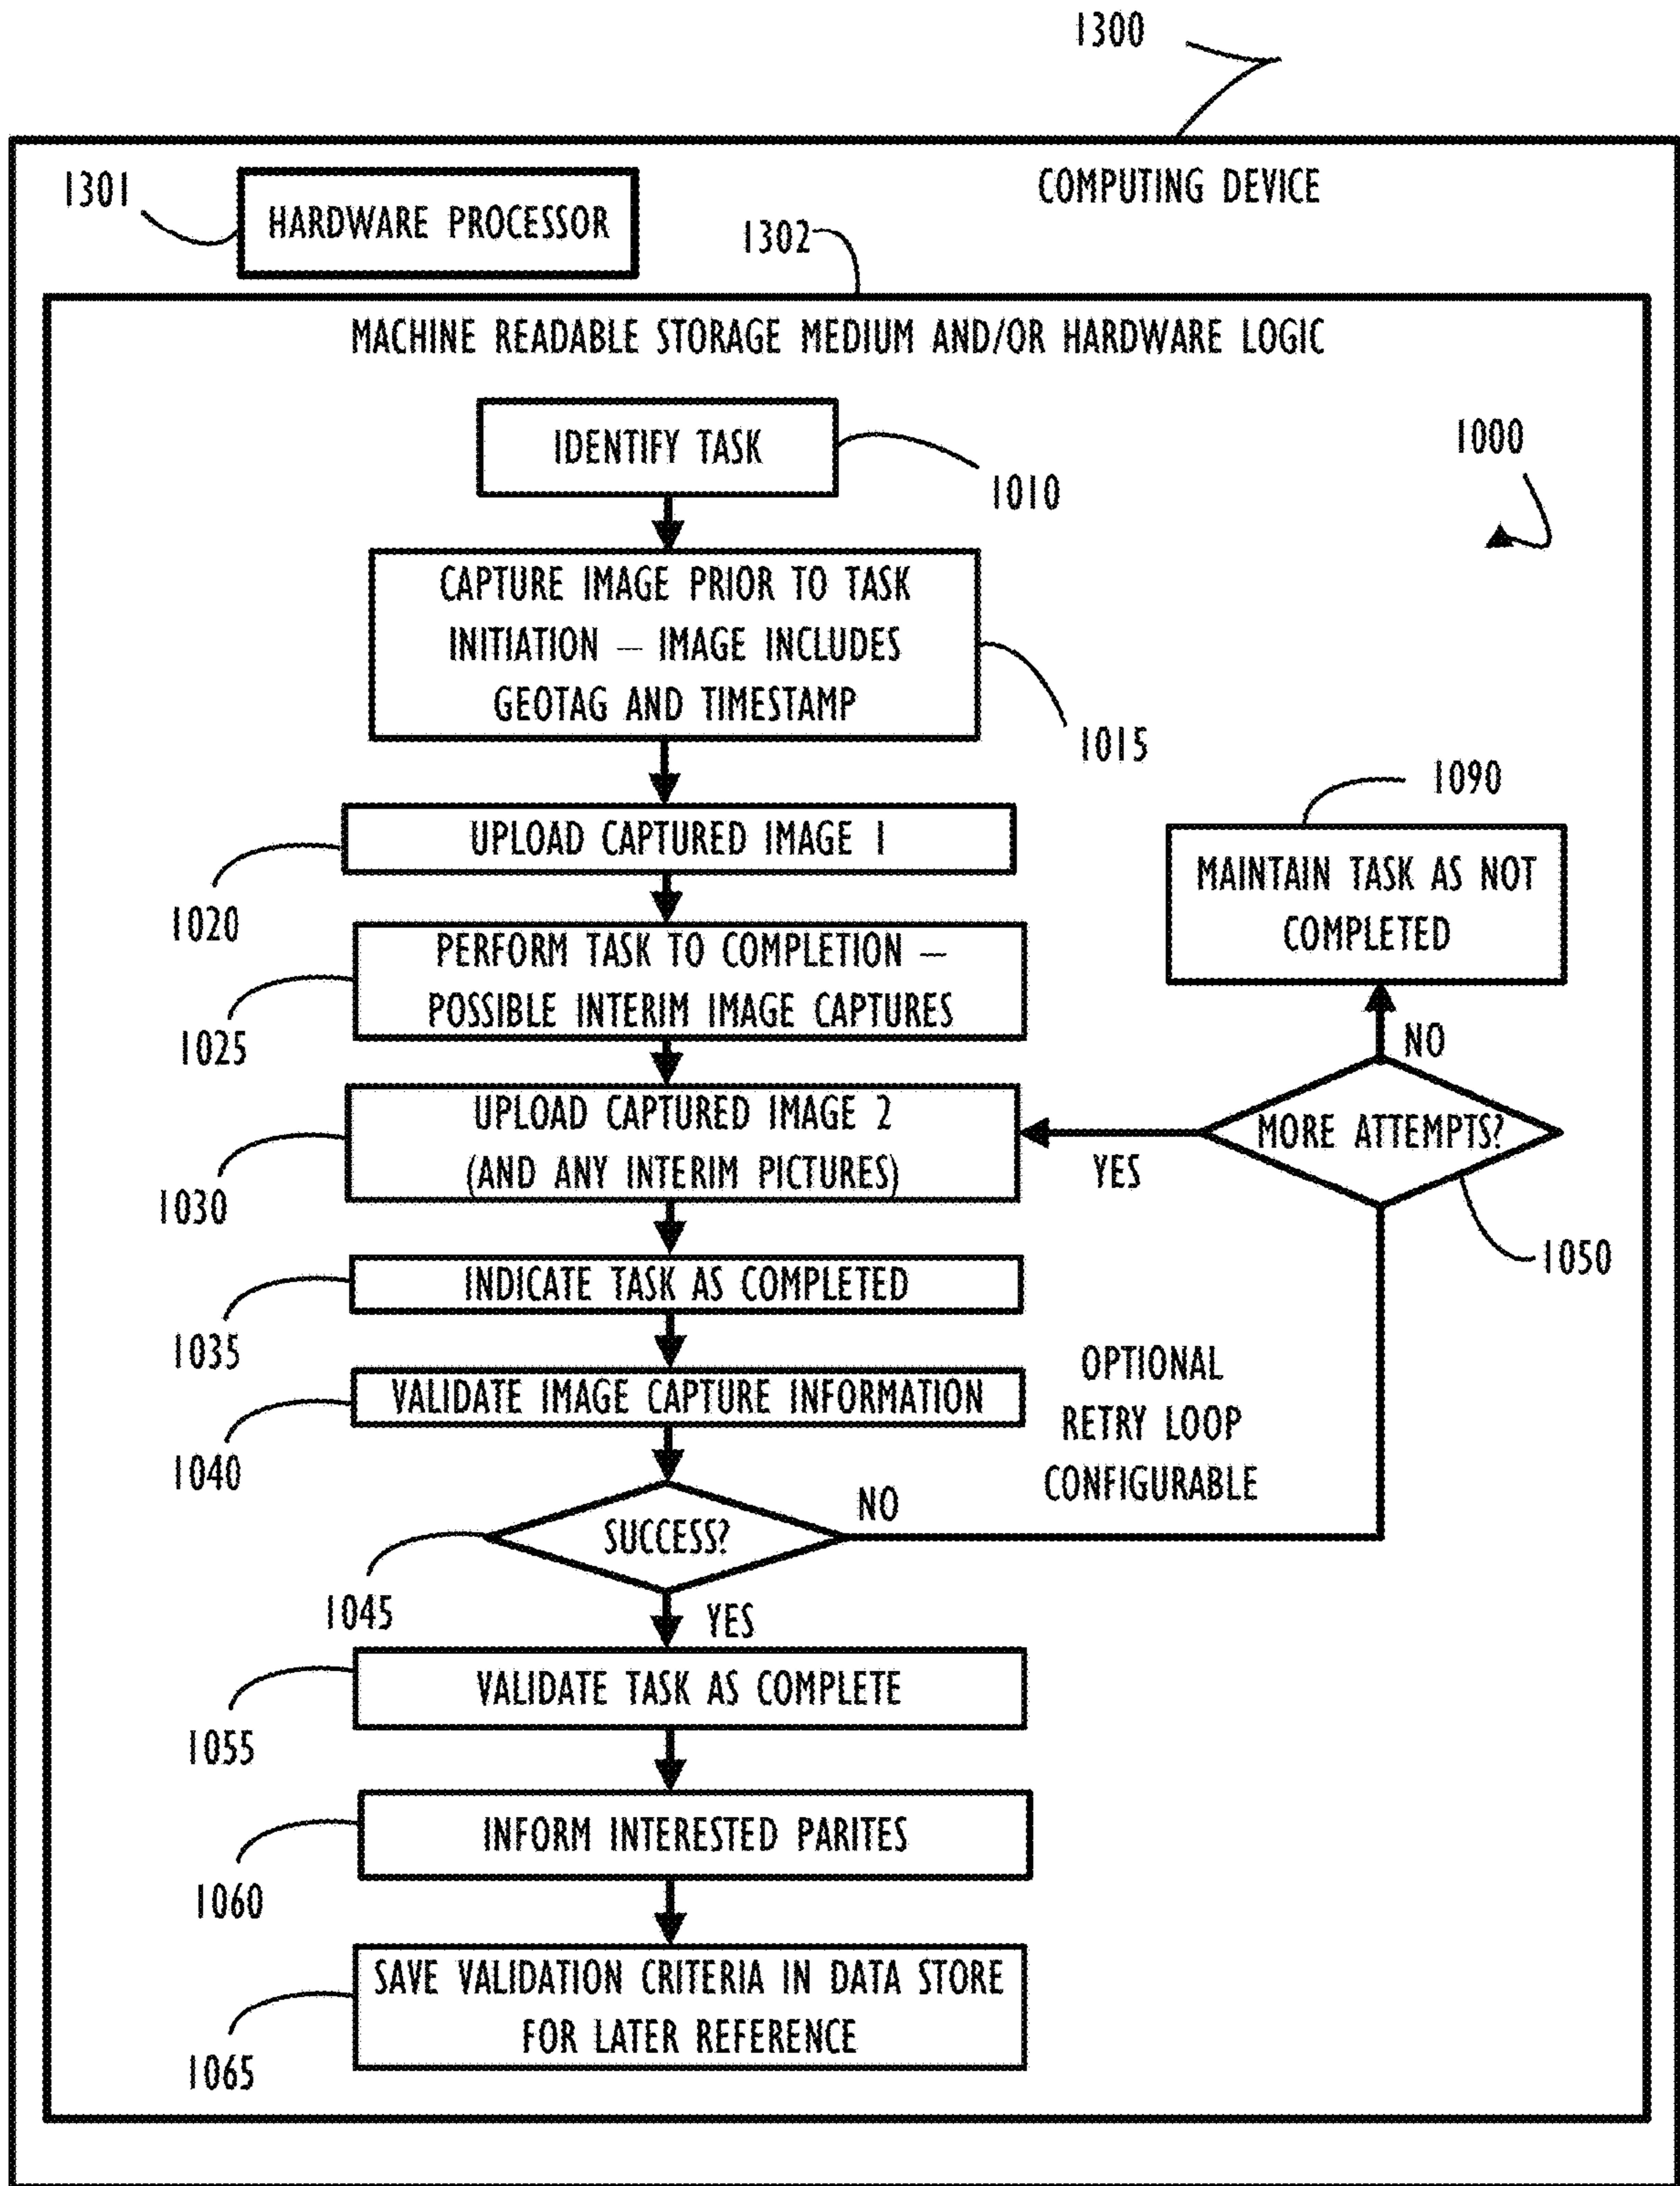 1300
COMPUTING DEVICE
1301
HARDWARE PROCESSOR
1302
MACHINE READABLE STORAGE MEDIUM AND/OR HARDWARE LOGIC
IDENTIFY TASK
1010
1000
CAPTURE IMAGE PRIOR TO TASK
INITIATION – IMAGE INCLUDES
GEOTAG AND TIMESTAMP
1015
UPLOAD CAPTURED IMAGE 1
1020
PERFORM TASK TO COMPLETION –
POSSIBLE INTERIM IMAGE CAPTURES
1025
UPLOAD CAPTURED IMAGE 2
(AND ANY INTERIM PICTURES)
1030
1090
MAINTAIN TASK AS NOT
COMPLETED
NO
MORE ATTEMPTS?
YES
1050
INDICATE TASK AS COMPLETED
1035
VALIDATE IMAGE CAPTURE INFORMATION
1040
OPTIONAL
RETRY LOOP
CONFIGURABLE
NO
SUCCESS?
1045
YES
VALIDATE TASK AS COMPLETE
1055
INFORM INTERESTED PARITES
1060
SAVE VALIDATION CRITERIA IN DATA STORE
FOR LATER REFERENCE
1065